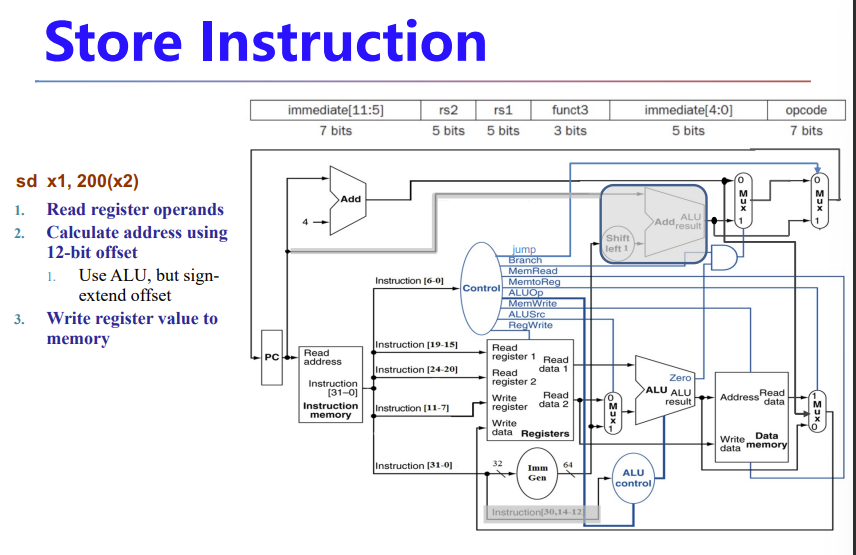 Store Instruction
immediate[11:5] rs2 rs1 funct3 immediate[4:0] opcode
7 bits 5 bits 5 bits 3 bits 5 bits 7 bits
sd x1, 200(x2)
1. Read register operands
2. Calculate address using
12-bit offset
1. Use ALU, but sign-
extend offset
3. Write register value to
memory
Add
4
Add ALU
result
Shift
left 1
0
M
u
x
1
0
M
u
x
1
jump
Branch
MemRead
MemtoReg
ALUOp
MemWrite
ALUSrc
RegWrite
Control
Instruction [6-0]
Instruction [19-15]
Instruction [24-20]
Instruction [11-7]
Instruction [31-0]
PC
Read
address
Instruction
[31–0]
Instruction
memory
Read
register 1
Read
data 1
Read
register 2
Write
register
Read
data 2
Write
data
Registers
0
M
u
x
1
Zero
ALU ALU
result
Address
Read
data
Write
data
Data
memory
1
M
u
x
0
32
Imm
Gen
64
ALU
control
Instruction[30,14-12]